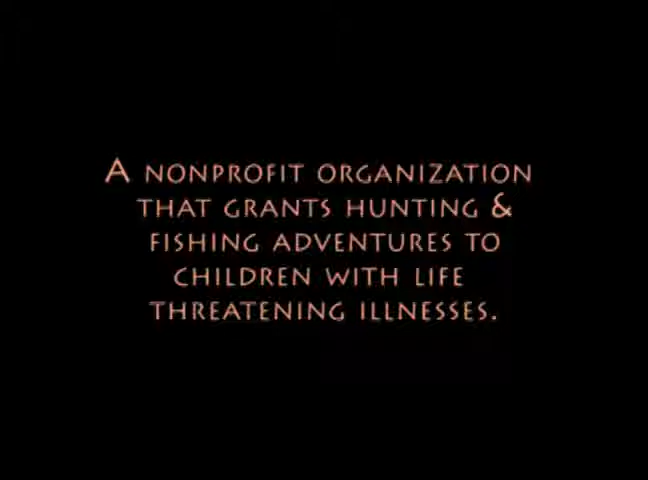 A NONPROFIT ORGANIZATION
THAT GRANTS HUNTING &
FISHING ADVENTURES TO
CHILDREN WITH LIFE
THREATENING ILLNESSES.